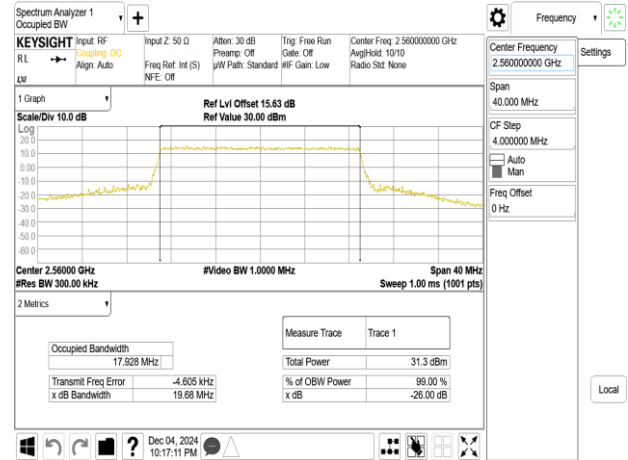 Spectrum Analyzer 1
Occupied BW
Frequency
KEYSIGHT
Input: RF
Input Z: 50 Ω
Atten: 30 dB
Trig: Free Run
Center Freq: 2.560000000 GHz
R L
Coupling: DC
Preamp: Off
Gate: Off
Avg|Hold: 10/10
Align: Auto
Freq Ref: Int (S)
µW Path: Standard
#IF Gain: Low
Radio Std: None
LXI
NFE: Off
1 Graph
Ref Lvl Offset 15.63 dB
Scale/Div 10.0 dB
Ref Value 30.00 dBm
Log
20.0
10.0
0.00
-10.0
-20.0
-30.0
-40.0
-50.0
-60.0
Center 2.56000 GHz
#Video BW 1.0000 MHz
Span 40 MHz
#Res BW 300.00 kHz
Sweep 1.00 ms (1001 pts)
2 Metrics
Measure Trace
Trace 1
Occupied Bandwidth
17.928 MHz
Total Power
31.3 dBm
Transmit Freq Error
-4.605 kHz
% of OBW Power
99.00 %
x dB Bandwidth
19.68 MHz
x dB
-26.00 dB
Center Frequency
2.560000000 GHz
Settings
Span
40.000 MHz
CF Step
4.000000 MHz
Auto
Man
Freq Offset
0 Hz
Local
?
Dec 04, 2024
10:17:11 PM